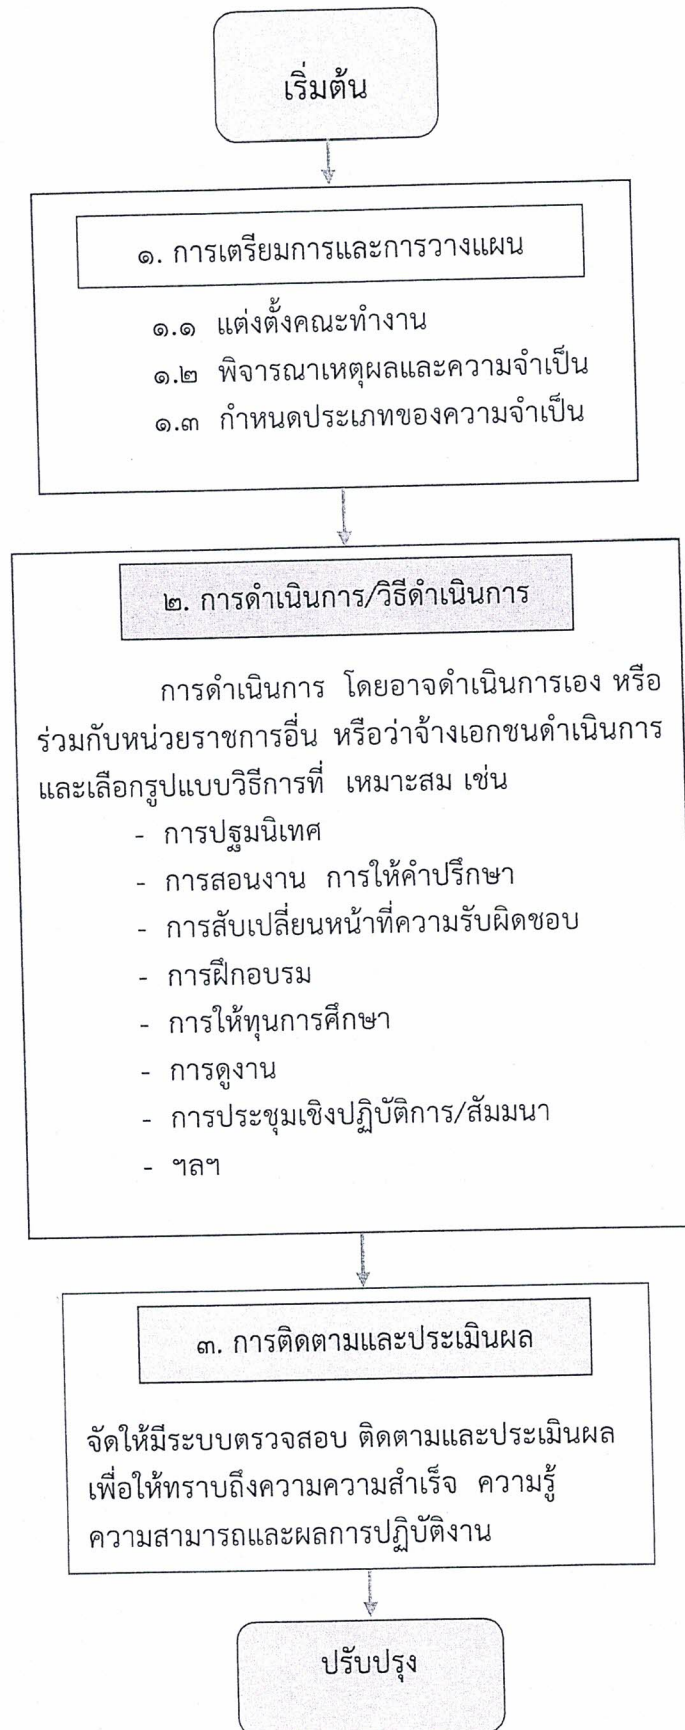 เริ่มต้น
๑. การเตรียมการและการวางแผน
๑.๑ แต่งตั้งคณะทำงาน
๑.๒ พิจารณาเหตุผลและความจำเป็น
๑.๓ กำหนดประเภทของความจำเป็น
๒. การดำเนินการ/วิธีดำเนินการ
การดำเนินการ โดยอาจดำเนินการเอง หรือ
ร่วมกับหน่วยราชการอื่น หรือว่าจ้างเอกชนดำเนินการ
และเลือกรูปแบบวิธีการที่ เหมาะสม เช่น
- การปฐมนิเทศ
- การสอนงาน การให้คำปรึกษา
- การสับเปลี่ยนหน้าที่ความรับผิดชอบ
- การฝึกอบรม
- การให้ทุนการศึกษา
- การดูงาน
- การประชุมเชิงปฏิบัติการ/สัมมนา
- ฯลฯ
๓. การติดตามและประเมินผล
จัดให้มีระบบตรวจสอบ ติดตามและประเมินผล
เพื่อให้ทราบถึงความความสำเร็จ ความรู้
ความสามารถและผลการปฏิบัติงาน
ปรับปรุง